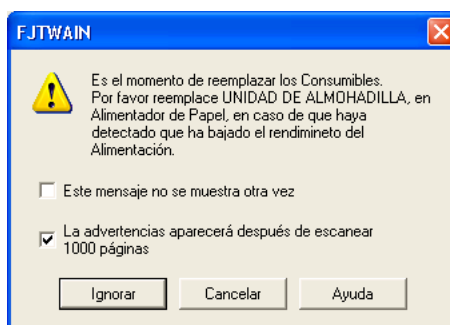 FJTWAIN
Es el momento de reemplazar los Consumibles.
Por favor reemplace UNIDAD DE ALMOHADILLA, en
Alimentador de Papel, en caso de que haya
detectado que ha bajado el rendimineto del
Alimentación.
Este mensaje no se muestra otra vez
La advertencias aparecerá después de escanear
1000 páginas
Ignorar Cancelar Ayuda